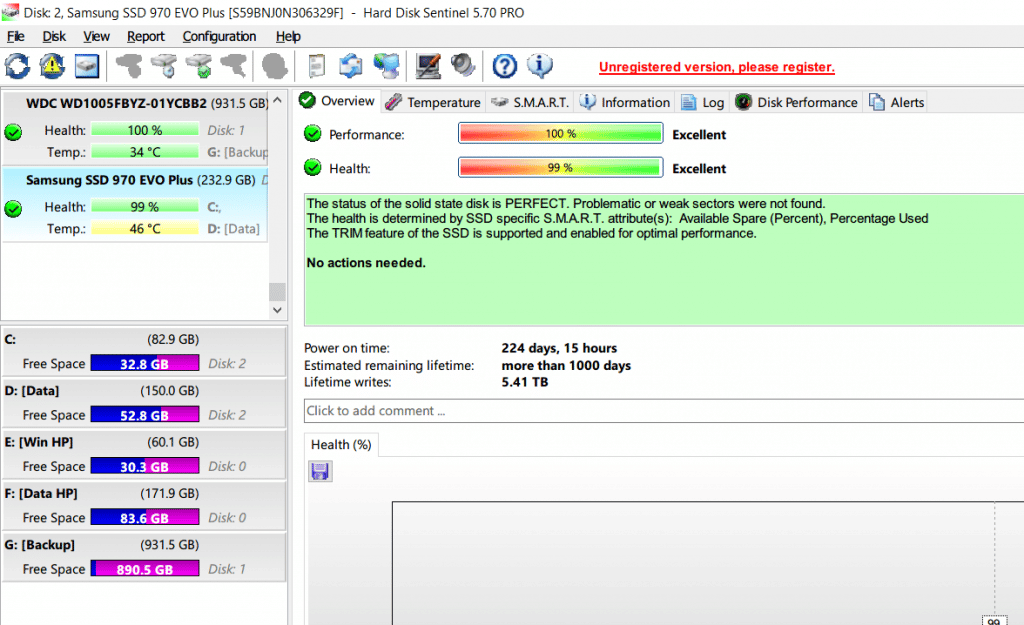 Disk: 2, Samsung SSD 970 EVO Plus [S59BNJ0N306329F] - Hard Disk Sentinel 5.70 PRO
File Disk View Report Configuration Help
Unregistered version, please register.
WDC WD1005FBYZ-01YCBB2 (931.5 GB)
Health: 100 % Disk: 1
Temp.: 34 °C G: [Backup
Samsung SSD 970 EVO Plus (232.9 GB) D
Health: 99 % C:,
Temp.: 46 °C D: [Data]
C: (82.9 GB)
Free Space 32.8 GB Disk: 2
D: [Data] (150.0 GB)
Free Space 52.8 GB Disk: 2
E: [Win HP] (60.1 GB)
Free Space 30.3 GB Disk: 0
F: [Data HP] (171.9 GB)
Free Space 83.6 GB Disk: 0
G: [Backup] (931.5 GB)
Free Space 890.5 GB Disk: 1
Overview Temperature S.M.A.R.T. Information Log Disk Performance Alerts
Performance: 100 % Excellent
Health: 99 % Excellent
The status of the solid state disk is PERFECT. Problematic or weak sectors were not found.
The health is determined by SSD specific S.M.A.R.T. attribute(s): Available Spare (Percent), Percentage Used
The TRIM feature of the SSD is supported and enabled for optimal performance.
No actions needed.
Power on time: 224 days, 15 hours
Estimated remaining lifetime: more than 1000 days
Lifetime writes: 5.41 TB
Click to add comment ...
Health (%)
99